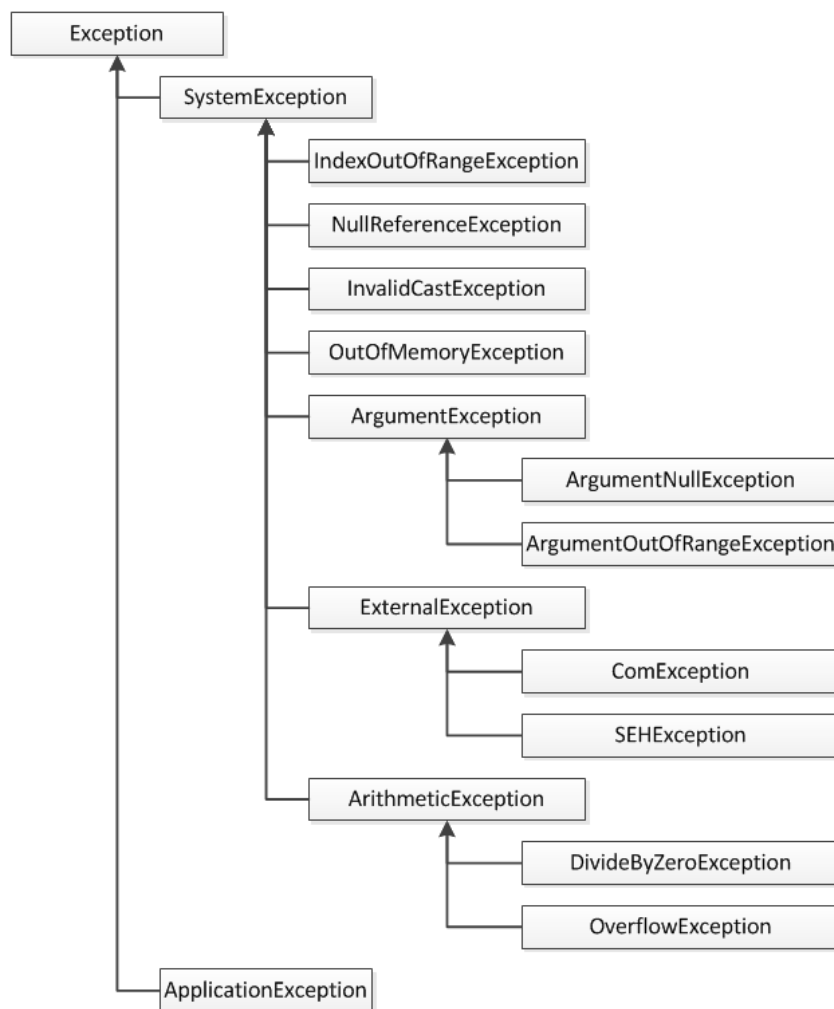 Exception
SystemException
IndexOutOfRangeException
NullReferenceException
InvalidCastException
OutOfMemoryException
ArgumentException
ArgumentNullException
ArgumentOutOfRangeException
ExternalException
ComException
SEHException
ArithmeticException
DivideByZeroException
OverflowException
ApplicationException